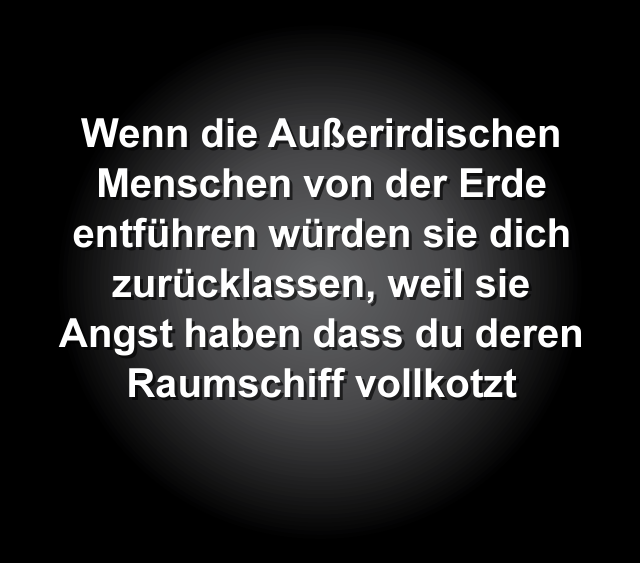 Wenn die Außerirdischen
Menschen von der Erde
entführen würden sie dich
zurücklassen, weil sie
Angst haben dass du deren
Raumschiff vollkotzt